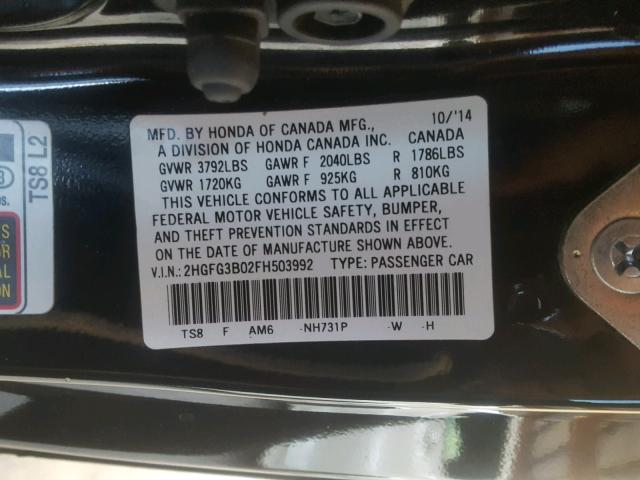 10/'14
MFD. BY HONDA OF CANADA MFG.,
A DIVISION OF HONDA CANADA INC. CANADA
GVWR 3792LBS GAWR F 2040LBS R 1786LBS
GVWR 1720KG GAWR F 925KG R 810KG
THIS VEHICLE CONFORMS TO ALL APPLICABLE
FEDERAL MOTOR VEHICLE SAFETY, BUMPER,
AND THEFT PREVENTION STANDARDS IN EFFECT
ON THE DATE OF MANUFACTURE SHOWN ABOVE.
V.I.N.: 2HGFG3B02FH503992 TYPE: PASSENGER CAR
TS8 F AM6 -NH731P -W -H
TS8 L2